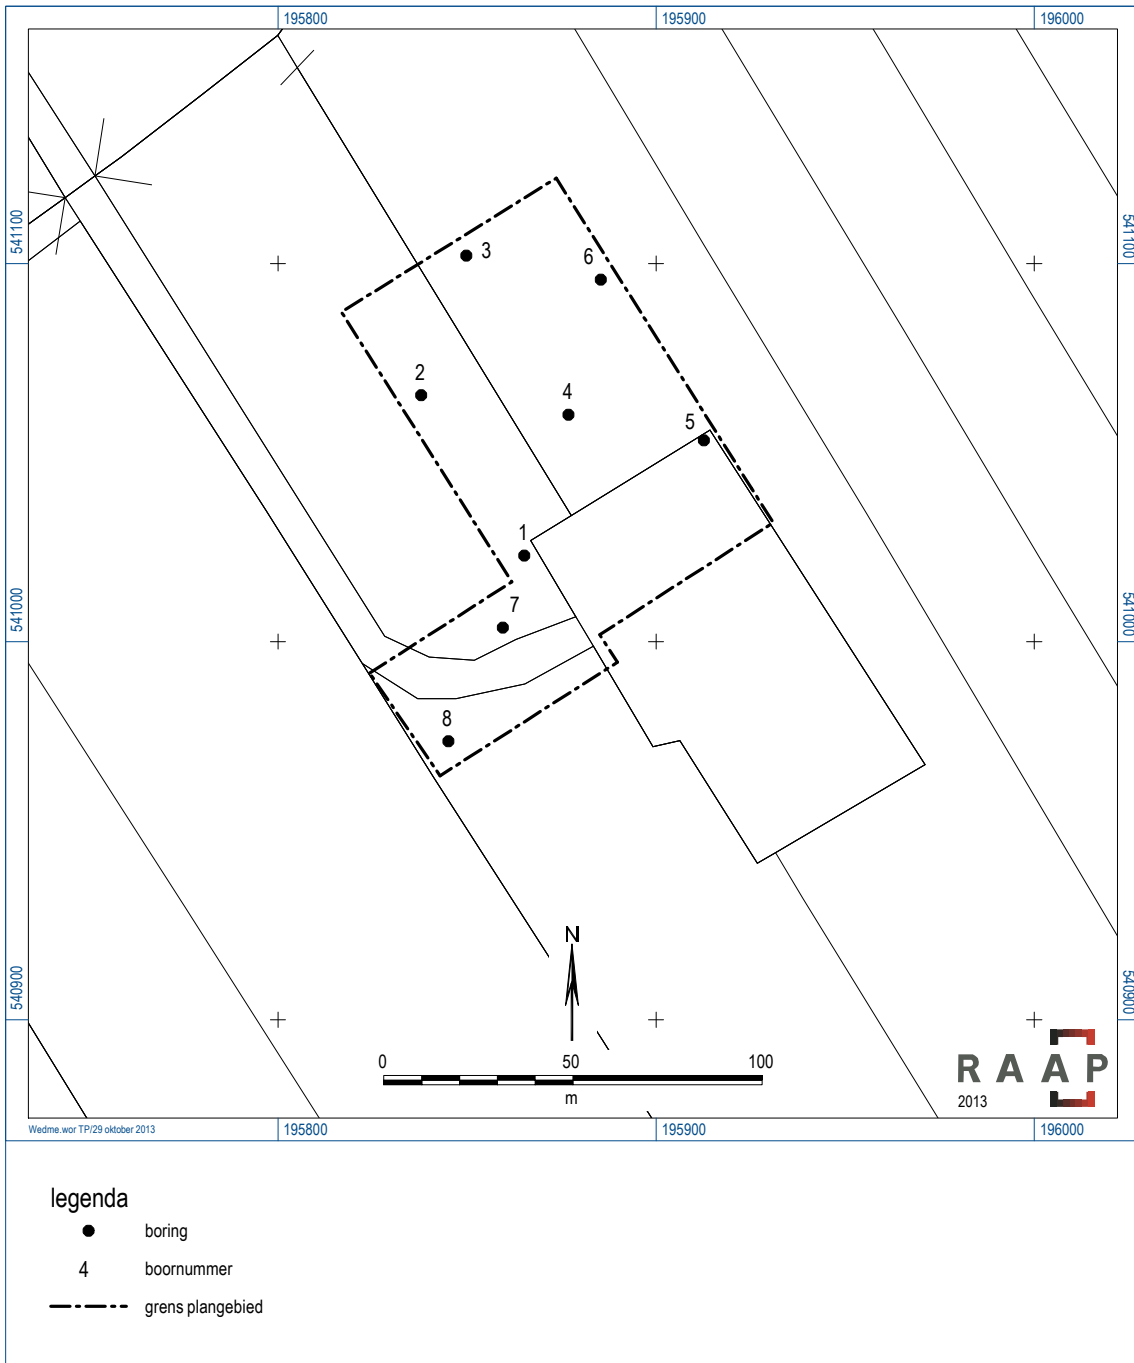 195800 195900 196000
541100 541100
3
6
2
4
5
1
7
541000 541000
8
N
540900 540900
0 50 100
m
RAAP
2013
Wedme.wor TP/29 oktober 2013
195800 195900 196000
legenda
boring
4 boornummer
grens plangebied